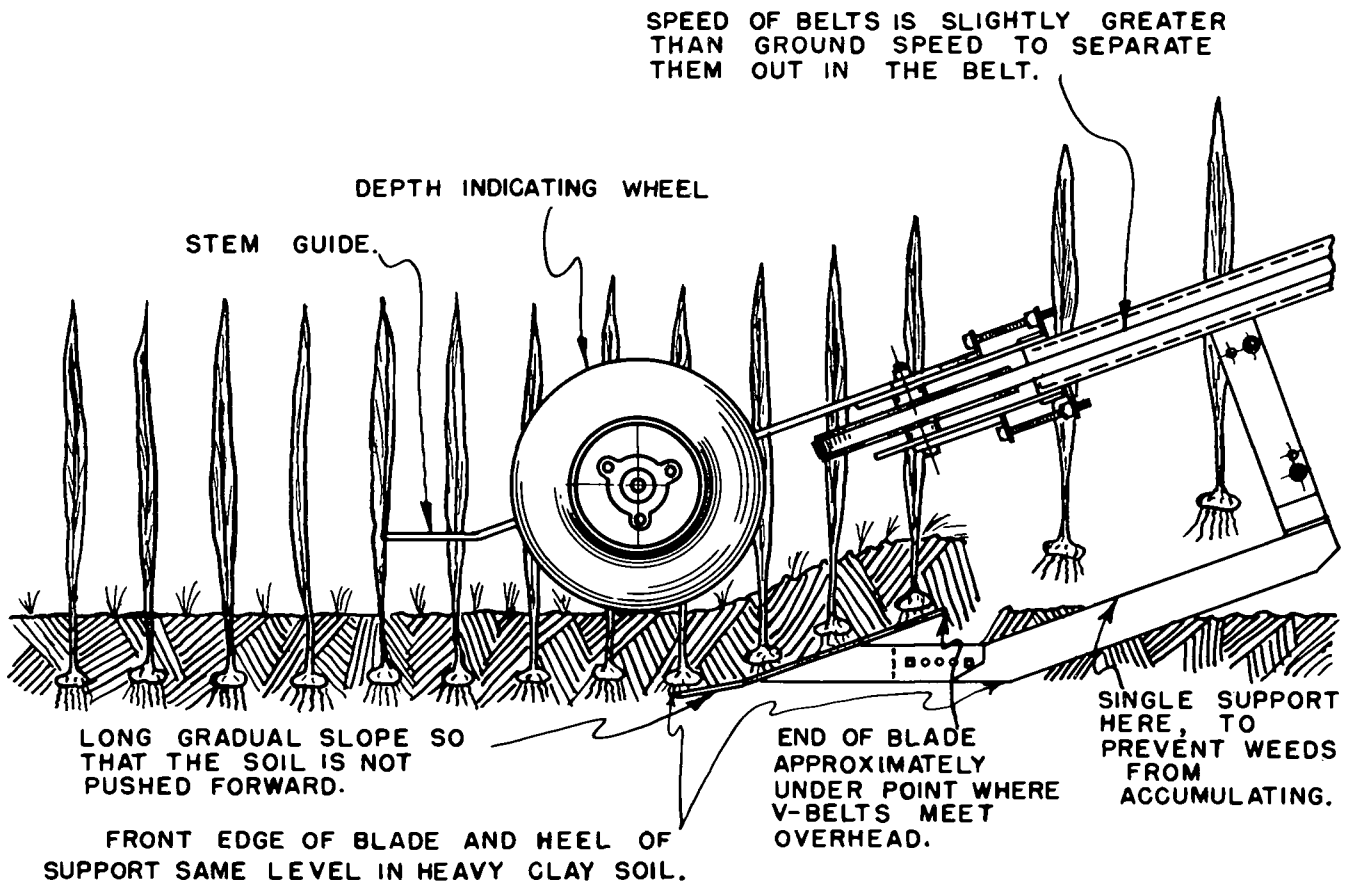 SPEED OF BELTS IS SLIGHTLY GREATER
THAN GROUND SPEED TO SEPARATE
THEM OUT IN THE BELT.
DEPTH INDICATING WHEEL
STEM GUIDE.
LONG GRADUAL SLOPE SO
THAT THE SOIL IS NOT
PUSHED FORWARD.
FRONT EDGE OF BLADE AND HEEL OF
SUPPORT SAME LEVEL IN HEAVY CLAY SOIL.
END OF BLADE
APPROXIMATELY
UNDER POINT WHERE
V-BELTS MEET
OVERHEAD.
SINGLE SUPPORT
HERE, TO
PREVENT WEEDS
FROM
ACCUMULATING.